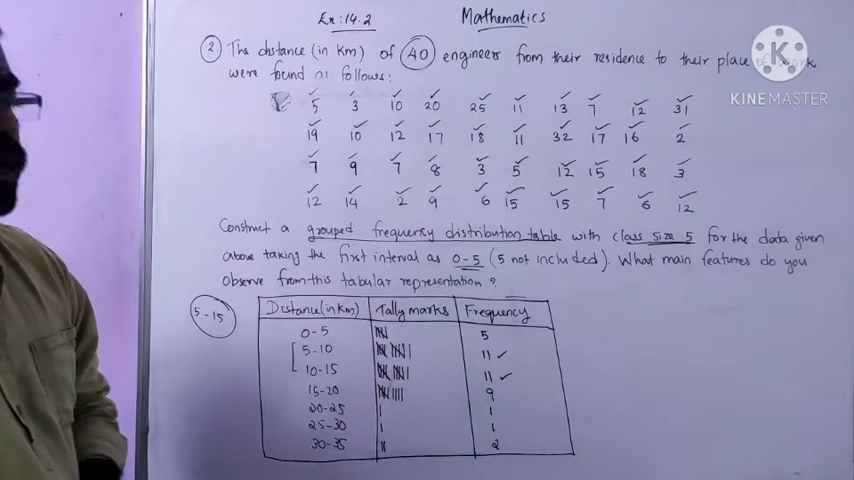 Ex:14.2 Mathematics
2. The distance (in km) of 40 engineers from their residence to their place of work
were found as follows:
5 3 10 20 25 11 13 7 12 31
19 10 12 17 18 11 32 17 16 2
7 9 7 8 3 5 12 15 18 3
12 14 2 9 6 15 15 7 6 12
Construct a grouped frequency distribution table with class size 5 for the data given
above taking the first interval as 0-5 (5 not included). What main features do you
observe from this tabular representation?
5-15
Distance(in km) Tally marks Frequency
0-5 5
5-10 11
10-15 11
15-20 9
20-25 1
25-30 1
30-35 2
KINEMASTER